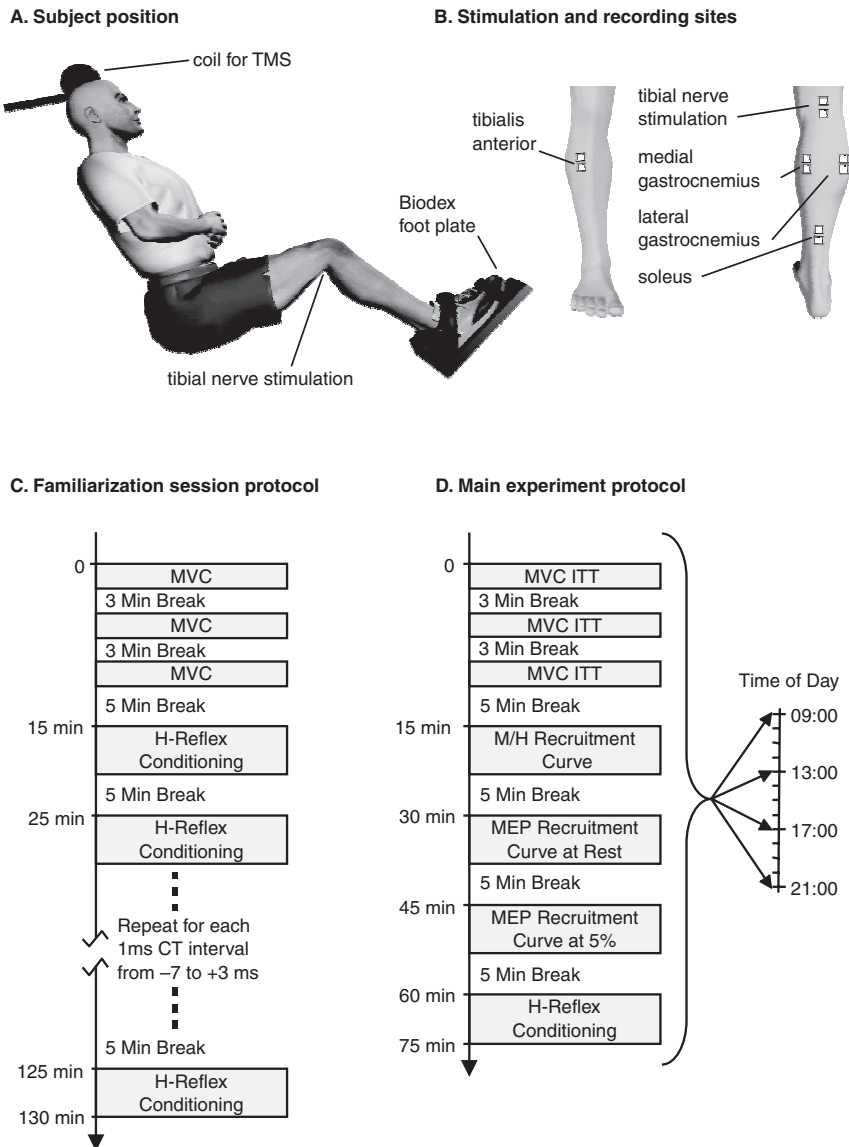 A. Subject position
coil for TMS
Biodex
foot plate
tibial nerve stimulation
B. Stimulation and recording sites
tibialis
anterior
tibial nerve
stimulation
medial
gastrocnemius
lateral
gastrocnemius
soleus
C. Familiarization session protocol
0
MVC
3 Min Break
MVC
3 Min Break
MVC
5 Min Break
15 min
H-Reflex
Conditioning
5 Min Break
25 min
H-Reflex
Conditioning
Repeat for each
1ms CT interval
from –7 to +3 ms
5 Min Break
125 min
H-Reflex
Conditioning
130 min
D. Main experiment protocol
0
MVC ITT
3 Min Break
MVC ITT
3 Min Break
MVC ITT
5 Min Break
15 min
M/H Recruitment
Curve
5 Min Break
30 min
MEP Recruitment
Curve at Rest
5 Min Break
45 min
MEP Recruitment
Curve at 5%
5 Min Break
60 min
H-Reflex
Conditioning
75 min
Time of Day
09:00
13:00
17:00
21:00